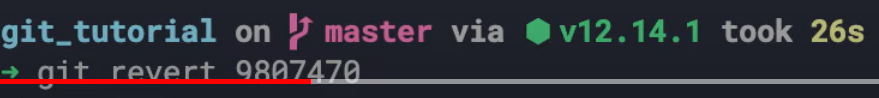 git_tutorial on master via v12.14.1 took 26s
→ git revert 9807470